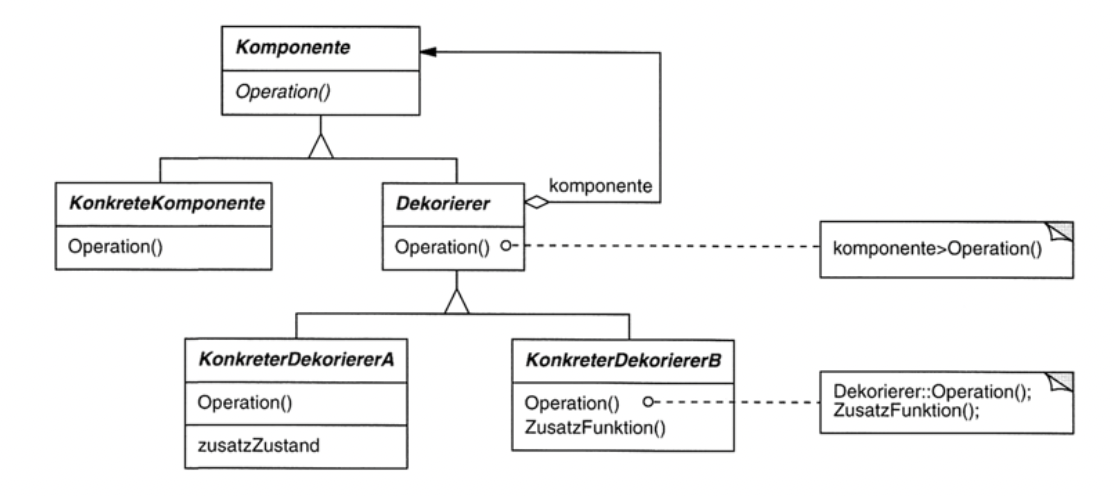 Komponente
Operation()
KonkreteKomponente
Operation()
Dekorierer
Operation()
komponente
komponente>Operation()
KonkreterDekoriererA
Operation()
zusatzZustand
KonkreterDekoriererB
Operation()
ZusatzFunktion()
Dekorierer::Operation();
ZusatzFunktion();